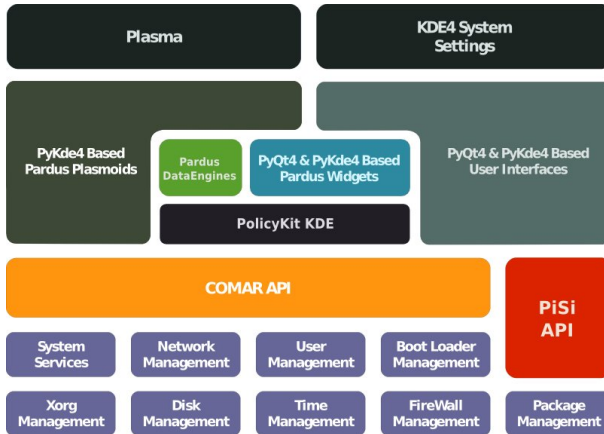 Plasma
KDE4 System
Settings
PyKde4 Based
Pardus Plasmoids
Pardus
DataEngines
PyQt4 & PyKde4 Based
Pardus Widgets
PyQt4 & PyKde4 Based
User Interfaces
PolicyKit KDE
COMAR API
PiSi
API
System
Services
Network
Management
User
Management
Boot Loader
Management
Xorg
Management
Disk
Management
Time
Management
FireWall
Management
Package
Management